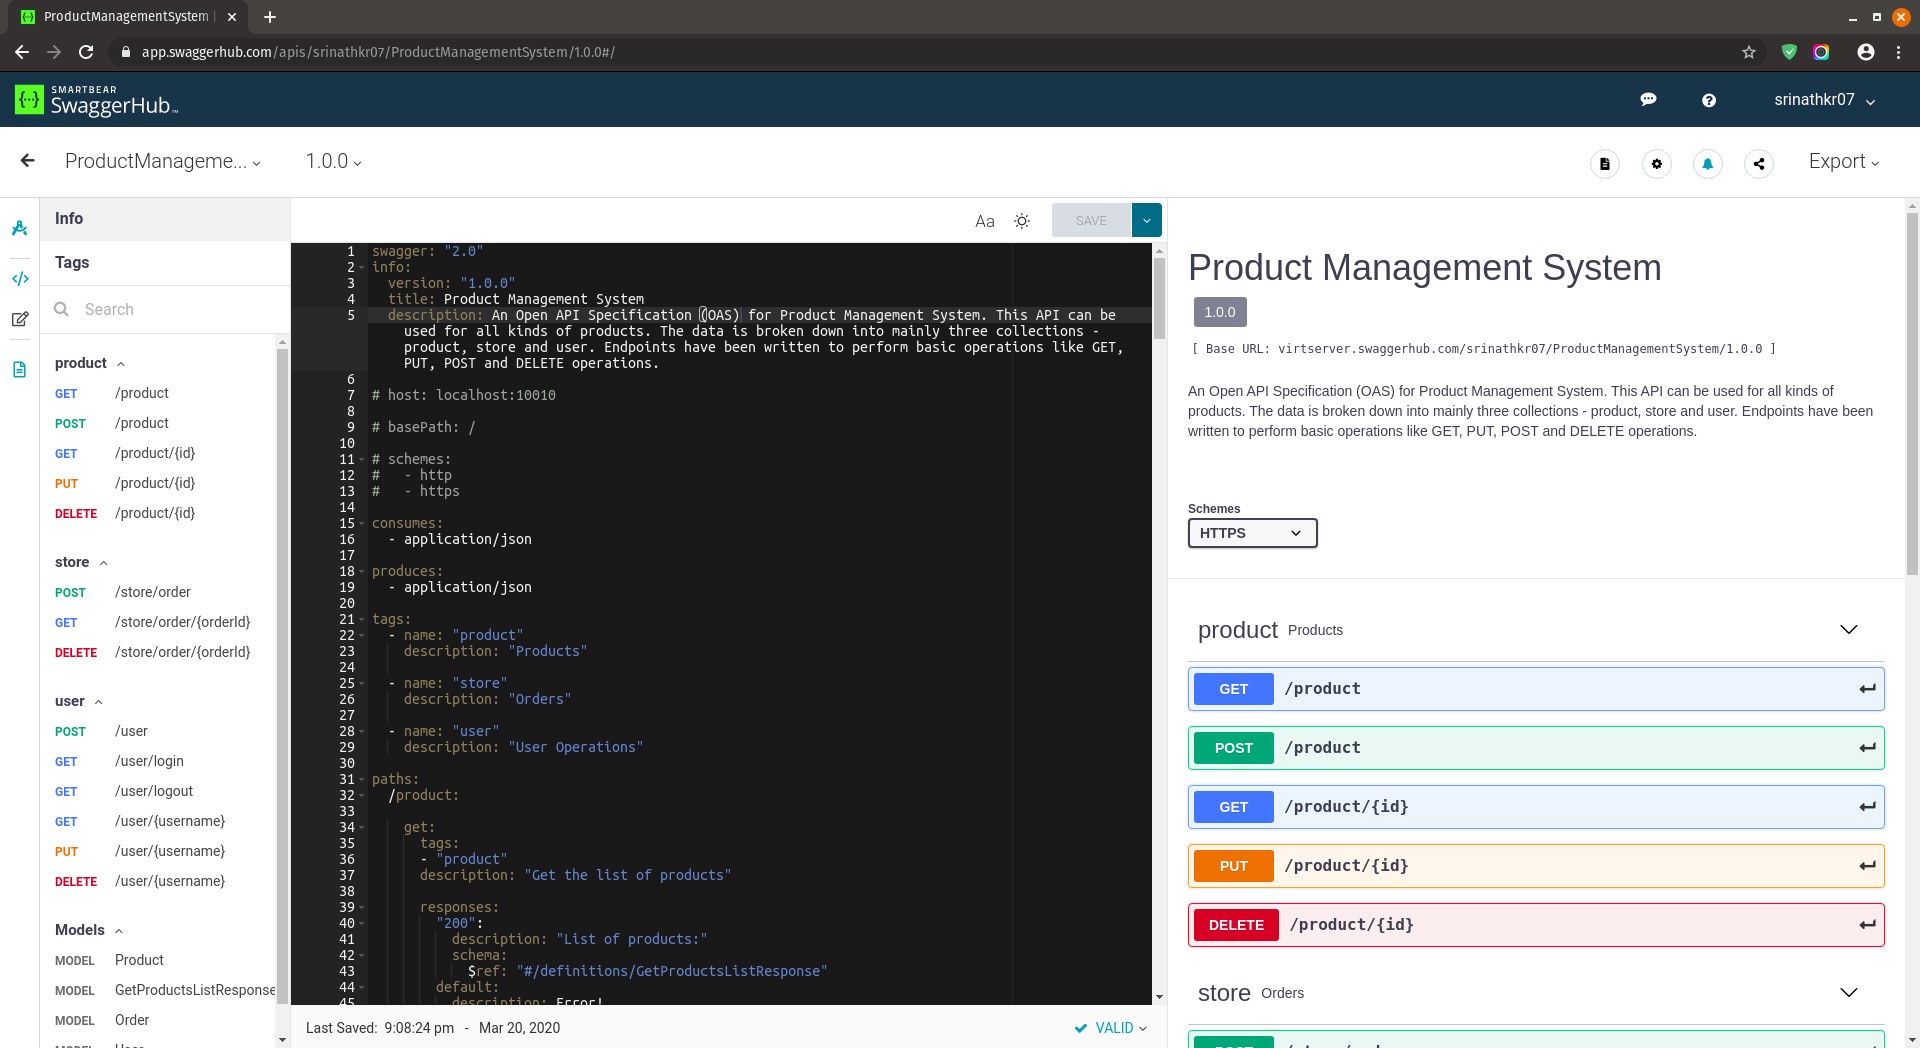 ProductManagementSystem |
app.swaggerhub.com/apis/srinathkr07/ProductManagementSystem/1.0.0#/
SMARTBEAR
SwaggerHub™
srinathkr07
ProductManageme...
1.0.0
Export
Info
Tags
Search
product
GET /product
POST /product
GET /product/{id}
PUT /product/{id}
DELETE /product/{id}
store
POST /store/order
GET /store/order/{orderId}
DELETE /store/order/{orderId}
user
POST /user
GET /user/login
GET /user/logout
GET /user/{username}
PUT /user/{username}
DELETE /user/{username}
Models
MODEL Product
MODEL GetProductsListResponse
MODEL Order
Aa
SAVE
1 swagger: "2.0"
2 info:
3 version: "1.0.0"
4 title: Product Management System
5 description: An Open API Specification (OAS) for Product Management System. This API can be
used for all kinds of products. The data is broken down into mainly three collections -
product, store and user. Endpoints have been written to perform basic operations like GET,
PUT, POST and DELETE operations.
6
7 # host: localhost:10010
8
9 # basePath: /
10
11 # schemes:
12 #   - http
13 #   - https
14
15 consumes:
16 - application/json
17
18 produces:
19 - application/json
20
21 tags:
22 - name: "product"
23 description: "Products"
24
25 - name: "store"
26 description: "Orders"
27
28 - name: "user"
29 description: "User Operations"
30
31 paths:
32 /product:
33
34 get:
35 tags:
36 - "product"
37 description: "Get the list of products"
38
39 responses:
40 "200":
41 description: "List of products:"
42 schema:
43 $ref: "#/definitions/GetProductsListResponse"
44 default:
45 description: Error!
Last Saved: 9:08:24 pm - Mar 20, 2020
VALID
Product Management System
1.0.0
[ Base URL: virtserver.swaggerhub.com/srinathkr07/ProductManagementSystem/1.0.0 ]
An Open API Specification (OAS) for Product Management System. This API can be used for all kinds of
products. The data is broken down into mainly three collections - product, store and user. Endpoints have been
written to perform basic operations like GET, PUT, POST and DELETE operations.
Schemes
HTTPS
product Products
GET /product
POST /product
GET /product/{id}
PUT /product/{id}
DELETE /product/{id}
store Orders